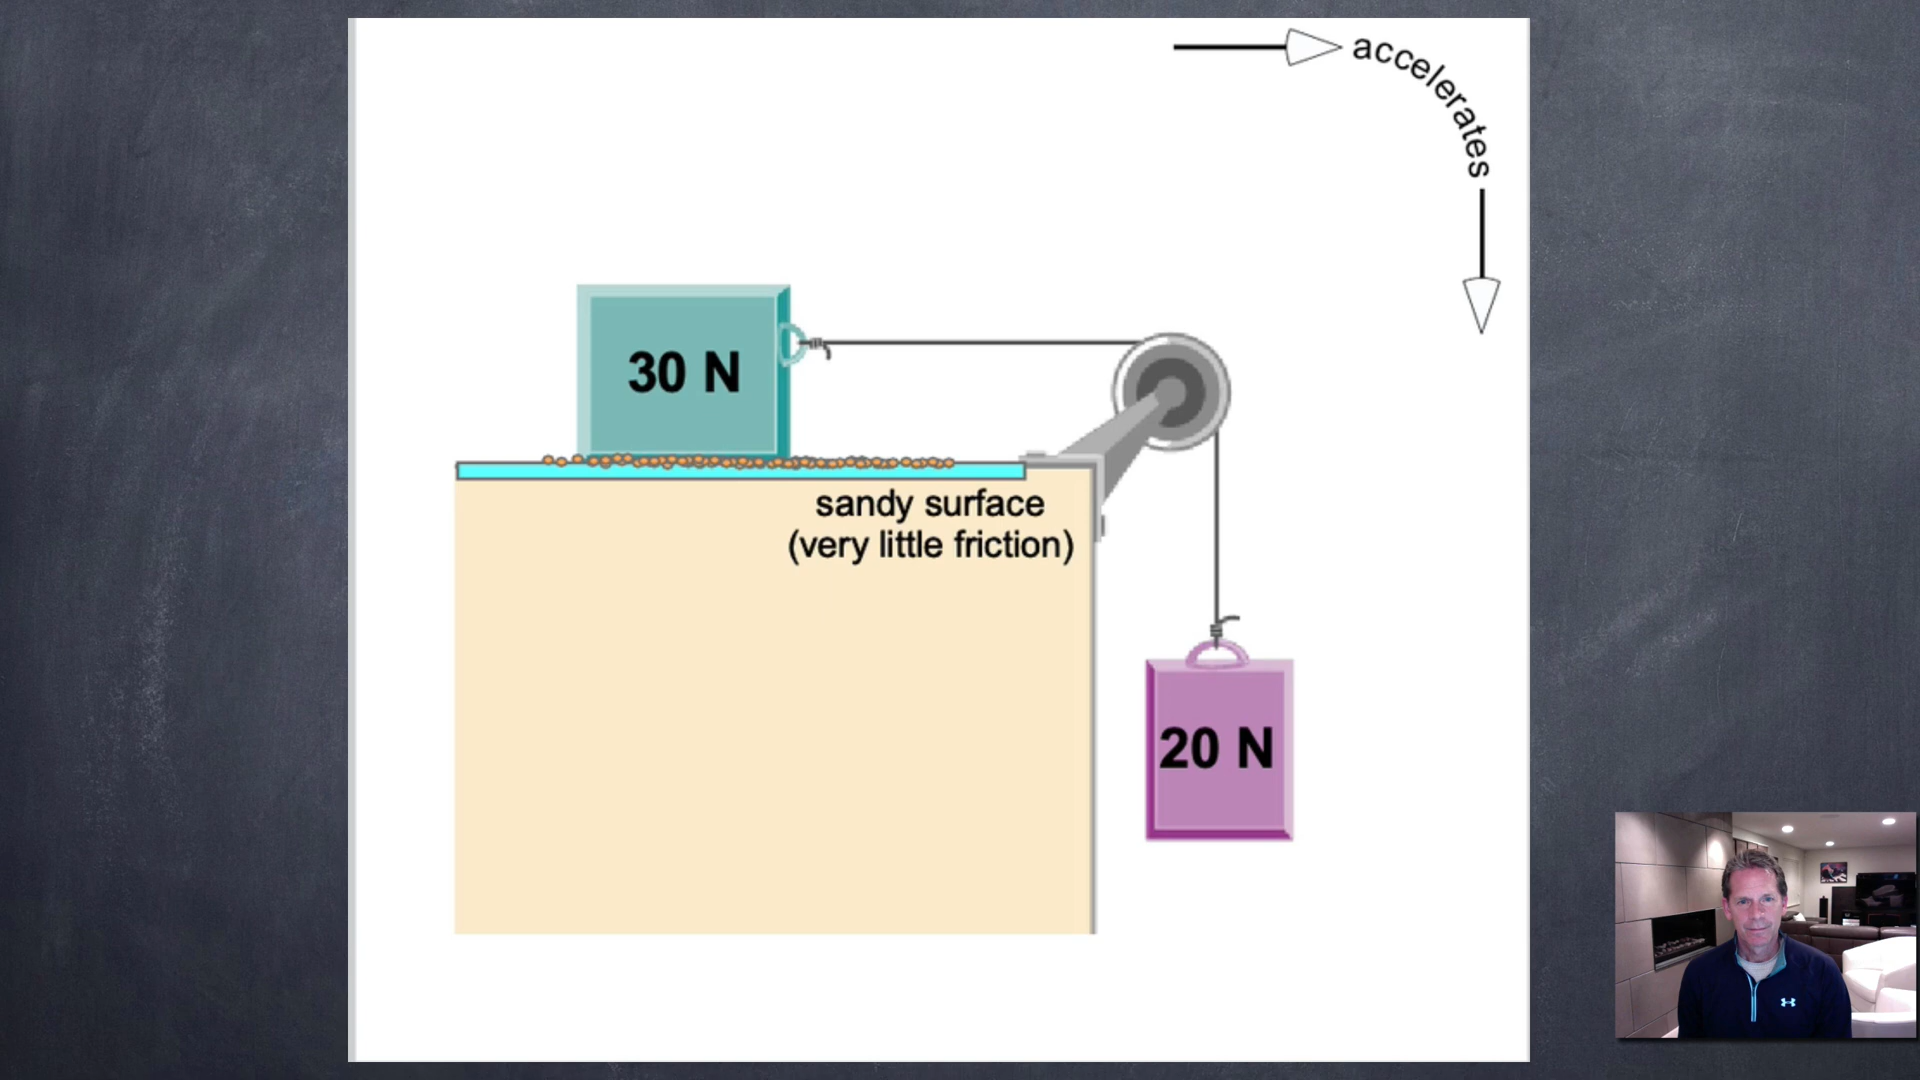 accelerates
30 N
sandy surface
(very little friction)
20 N